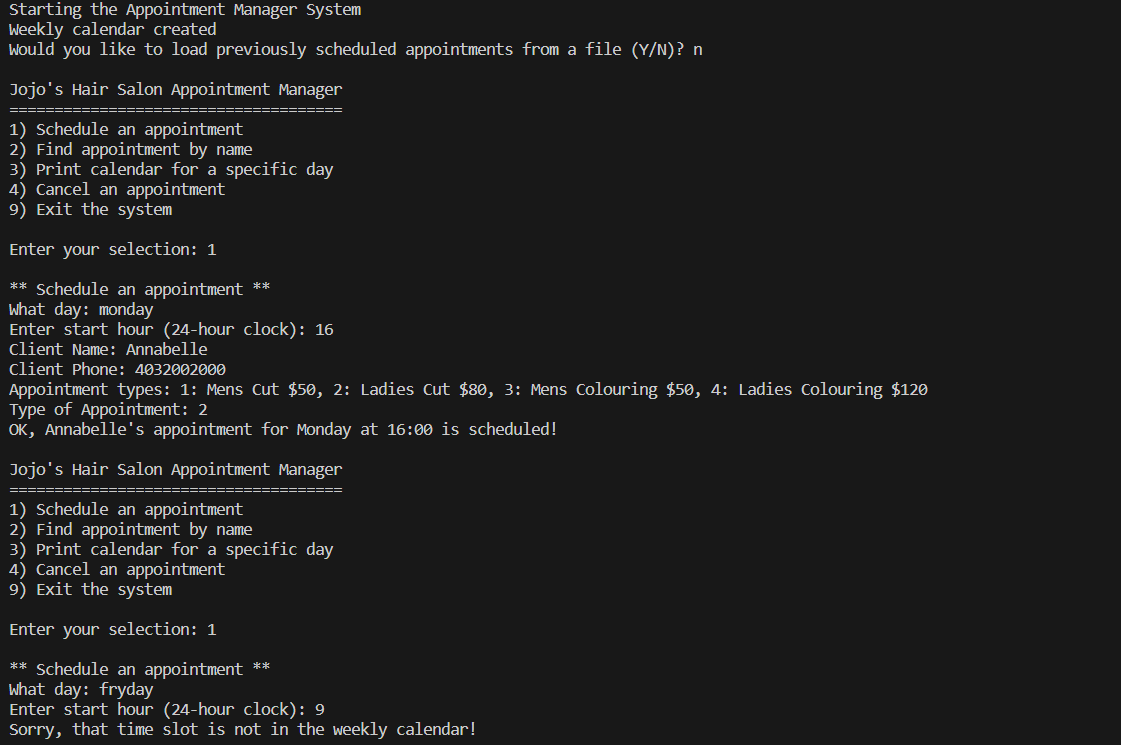 Starting the Appointment Manager System
Weekly calendar created
Would you like to load previously scheduled appointments from a file (Y/N)? n

Jojo's Hair Salon Appointment Manager
=====================================
1) Schedule an appointment
2) Find appointment by name
3) Print calendar for a specific day
4) Cancel an appointment
9) Exit the system

Enter your selection: 1

** Schedule an appointment **
What day: monday
Enter start hour (24-hour clock): 16
Client Name: Annabelle
Client Phone: 4032002000
Appointment types: 1: Mens Cut $50, 2: Ladies Cut $80, 3: Mens Colouring $50, 4: Ladies Colouring $120
Type of Appointment: 2
OK, Annabelle's appointment for Monday at 16:00 is scheduled!

Jojo's Hair Salon Appointment Manager
=====================================
1) Schedule an appointment
2) Find appointment by name
3) Print calendar for a specific day
4) Cancel an appointment
9) Exit the system

Enter your selection: 1

** Schedule an appointment **
What day: fryday
Enter start hour (24-hour clock): 9
Sorry, that time slot is not in the weekly calendar!